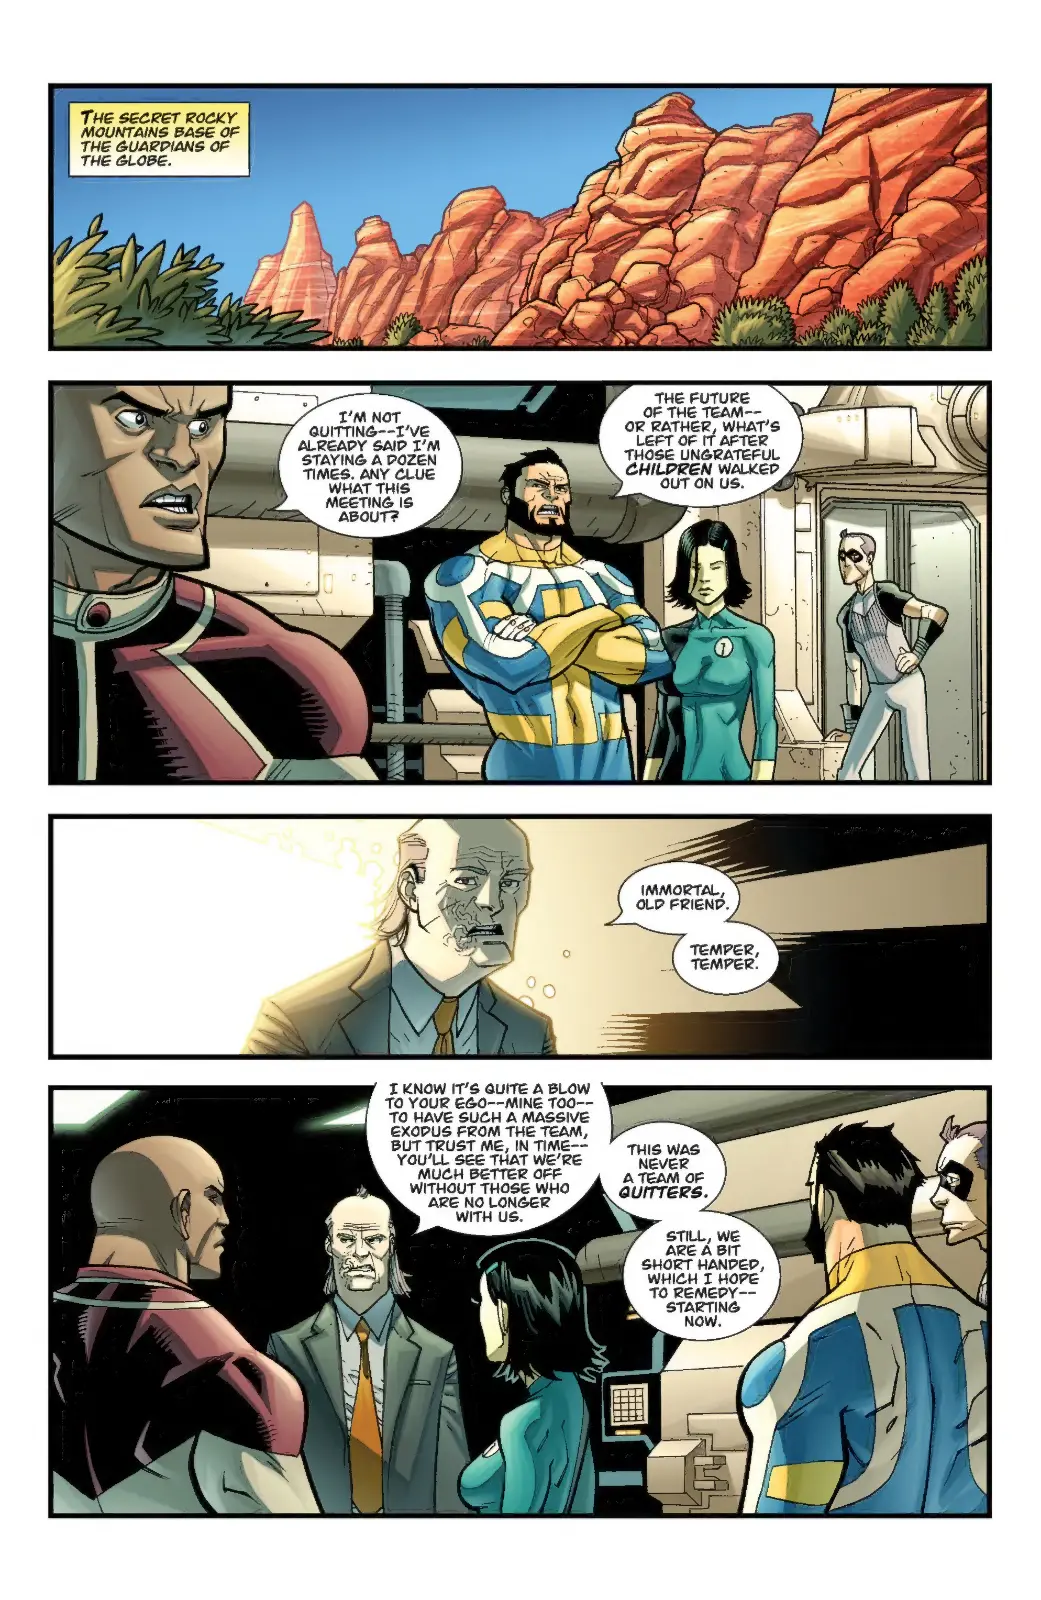 THE SECRET ROCKY
MOUNTAINS BASE OF
THE GUARDIANS OF
THE GLOBE.
I'M NOT
QUITTING--I'VE
ALREADY SAID I'M
STAYING A DOZEN
TIMES. ANY CLUE
WHAT THIS
MEETING IS
ABOUT?
THE FUTURE
OF THE TEAM--
OR RATHER, WHAT'S
LEFT OF IT AFTER
THOSE UNGRATEFUL
CHILDREN WALKED
OUT ON US.
1
IMMORTAL,
OLD FRIEND.
TEMPER,
TEMPER.
I KNOW IT'S QUITE A BLOW
TO YOUR EGO--MINE TOO--
TO HAVE SUCH A MASSIVE
EXODUS FROM THE TEAM,
BUT TRUST ME, IN TIME--
YOU'LL SEE THAT WE'RE
MUCH BETTER OFF
WITHOUT THOSE WHO
ARE NO LONGER
WITH US.
THIS WAS
NEVER
A TEAM OF
QUITTERS.
STILL, WE
ARE A BIT
SHORT HANDED,
WHICH I HOPE
TO REMEDY--
STARTING
NOW.